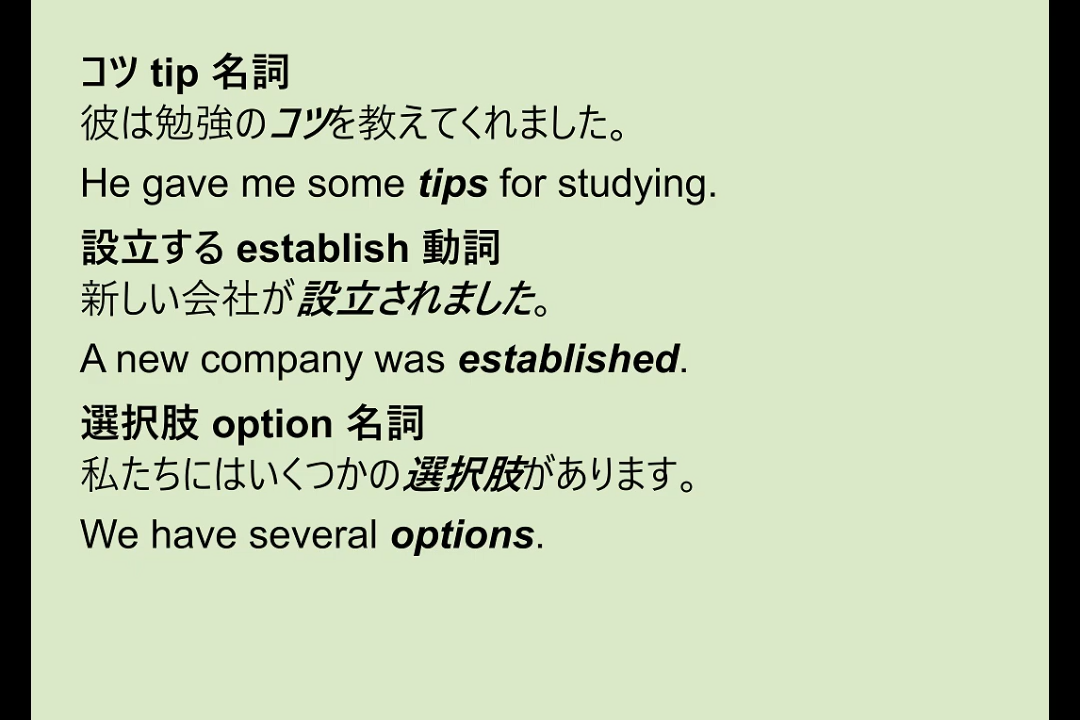 コツ tip 名詞
彼は勉強のコツを教えてくれました。
He gave me some tips for studying.
設立する establish 動詞
新しい会社が設立されました。
A new company was established.
選択肢 option 名詞
私たちにはいくつかの選択肢があります。
We have several options.